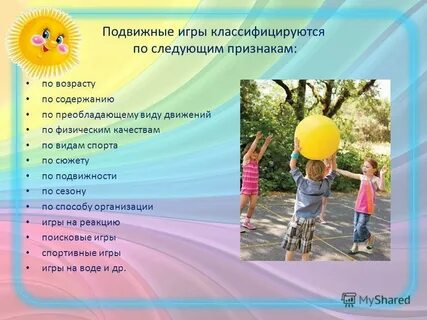 Подвижные игры классифицируются
по следующим признакам:
по возрасту
по содержанию
по преобладающему виду движений
по физическим качествам
по видам спорта
по сюжету
по подвижности
по сезону
по способу организации
игры на реакцию
поисковые игры
спортивные игры
игры на воде и др.
MyShared